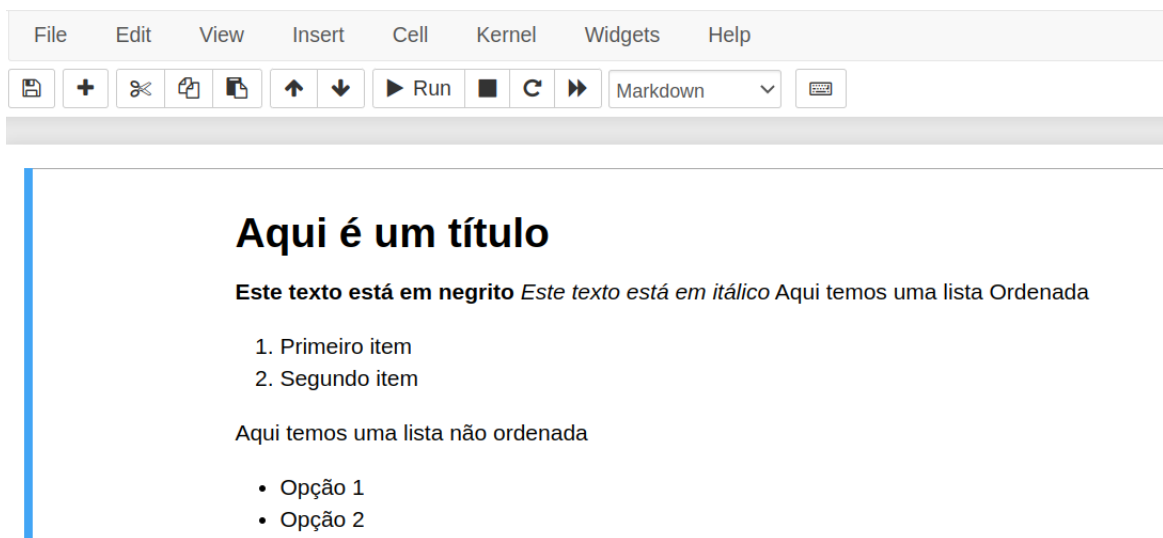 File Edit View Insert Cell Kernel Widgets Help
Run Markdown
Aqui é um título
Este texto está em negrito Este texto está em itálico Aqui temos uma lista Ordenada
1. Primeiro item
2. Segundo item
Aqui temos uma lista não ordenada
• Opção 1
• Opção 2